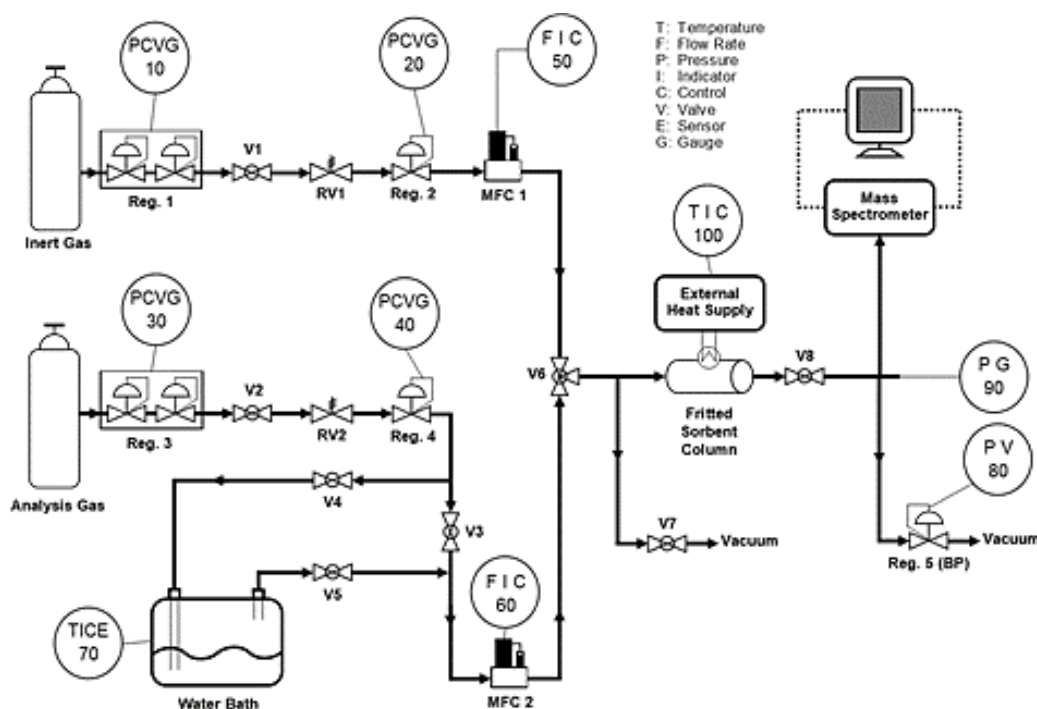 PCVG
10
PCVG
20
F I C
50
T: Temperature
F: Flow Rate
P: Pressure
I: Indicator
C: Control
V: Valve
E: Sensor
G: Gauge
V1
Reg. 1
RV1
Reg. 2
MFC 1
Inert Gas
Mass
Spectrometer
T I C
100
External
Heat Supply
PCVG
30
PCVG
40
V2
Reg. 3
RV2
Reg. 4
V6
V8
Fritted
Sorbent
Column
P G
90
P V
80
Analysis Gas
V4
V3
V5
V7
Vacuum
Reg. 5 (BP)
Vacuum
F I C
60
TICE
70
Water Bath
MFC 2